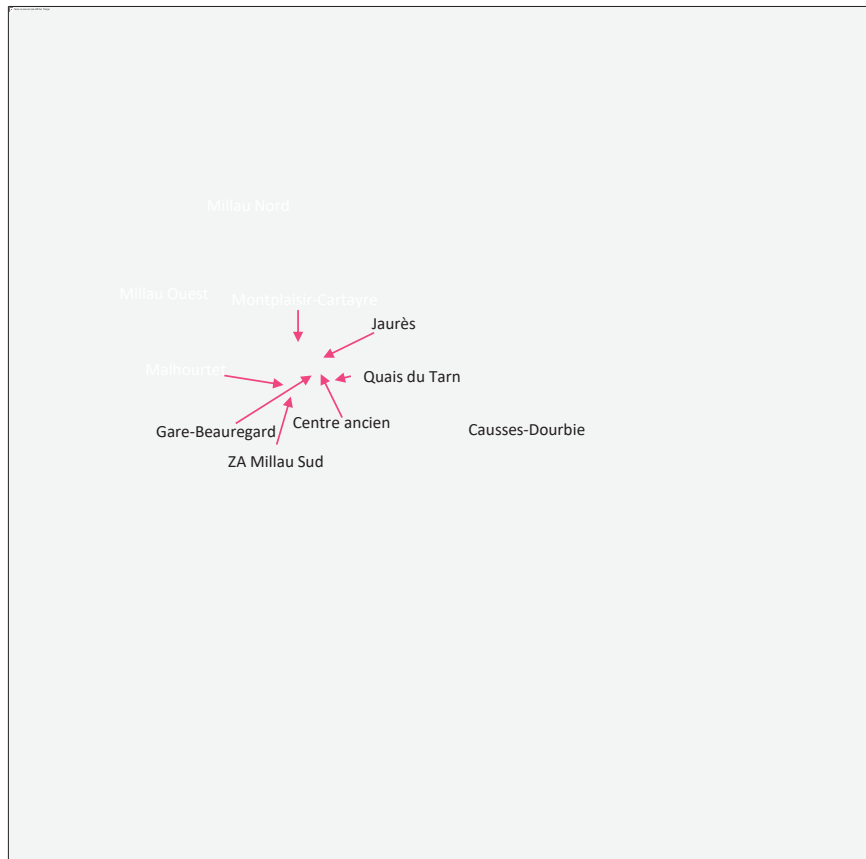 Millau Nord
Millau Ouest
Montplaisir-Cartayre
Jaurès
Malhourtet
Quais du Tarn
Gare-Beauregard
Centre ancien
Causses-Dourbie
ZA Millau Sud